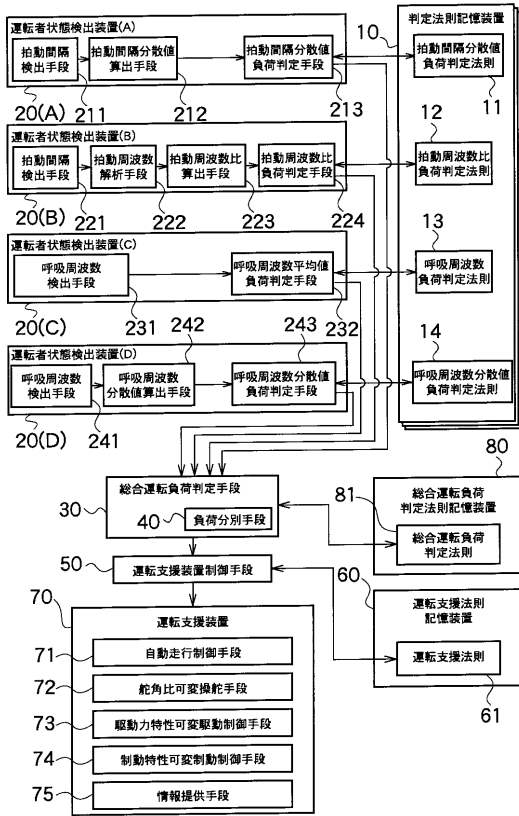 運転者状態検出装置(A)
拍動間隔
検出手段
拍動間隔分散値
算出手段
拍動間隔分散値
負荷判定手段
20(A)
211
212
213
10
判定法則記憶装置
拍動間隔分散値
負荷判定法則
11
運転者状態検出装置(B)
拍動間隔
検出手段
拍動周波数
解析手段
拍動周波数比
算出手段
拍動周波数比
負荷判定手段
20(B)
221
222
223
224
12
拍動周波数比
負荷判定法則
運転者状態検出装置(C)
呼吸周波数
検出手段
呼吸周波数平均値
負荷判定手段
20(C)
231
232
13
呼吸周波数
負荷判定法則
242
243
運転者状態検出装置(D)
呼吸周波数
検出手段
呼吸周波数
分散値算出手段
呼吸周波数分散値
負荷判定手段
20(D)
241
14
呼吸周波数分散値
負荷判定法則
総合運転負荷判定手段
30
40
負荷分別手段
80
総合運転負荷
判定法則記憶装置
81
総合運転負荷
判定法則
50
運転支援装置制御手段
60
運転支援法則
記憶装置
運転支援法則
61
70
運転支援装置
71
自動走行制御手段
72
舵角比可変操舵手段
73
駆動力特性可変駆動制御手段
74
制動特性可変制動制御手段
75
情報提供手段